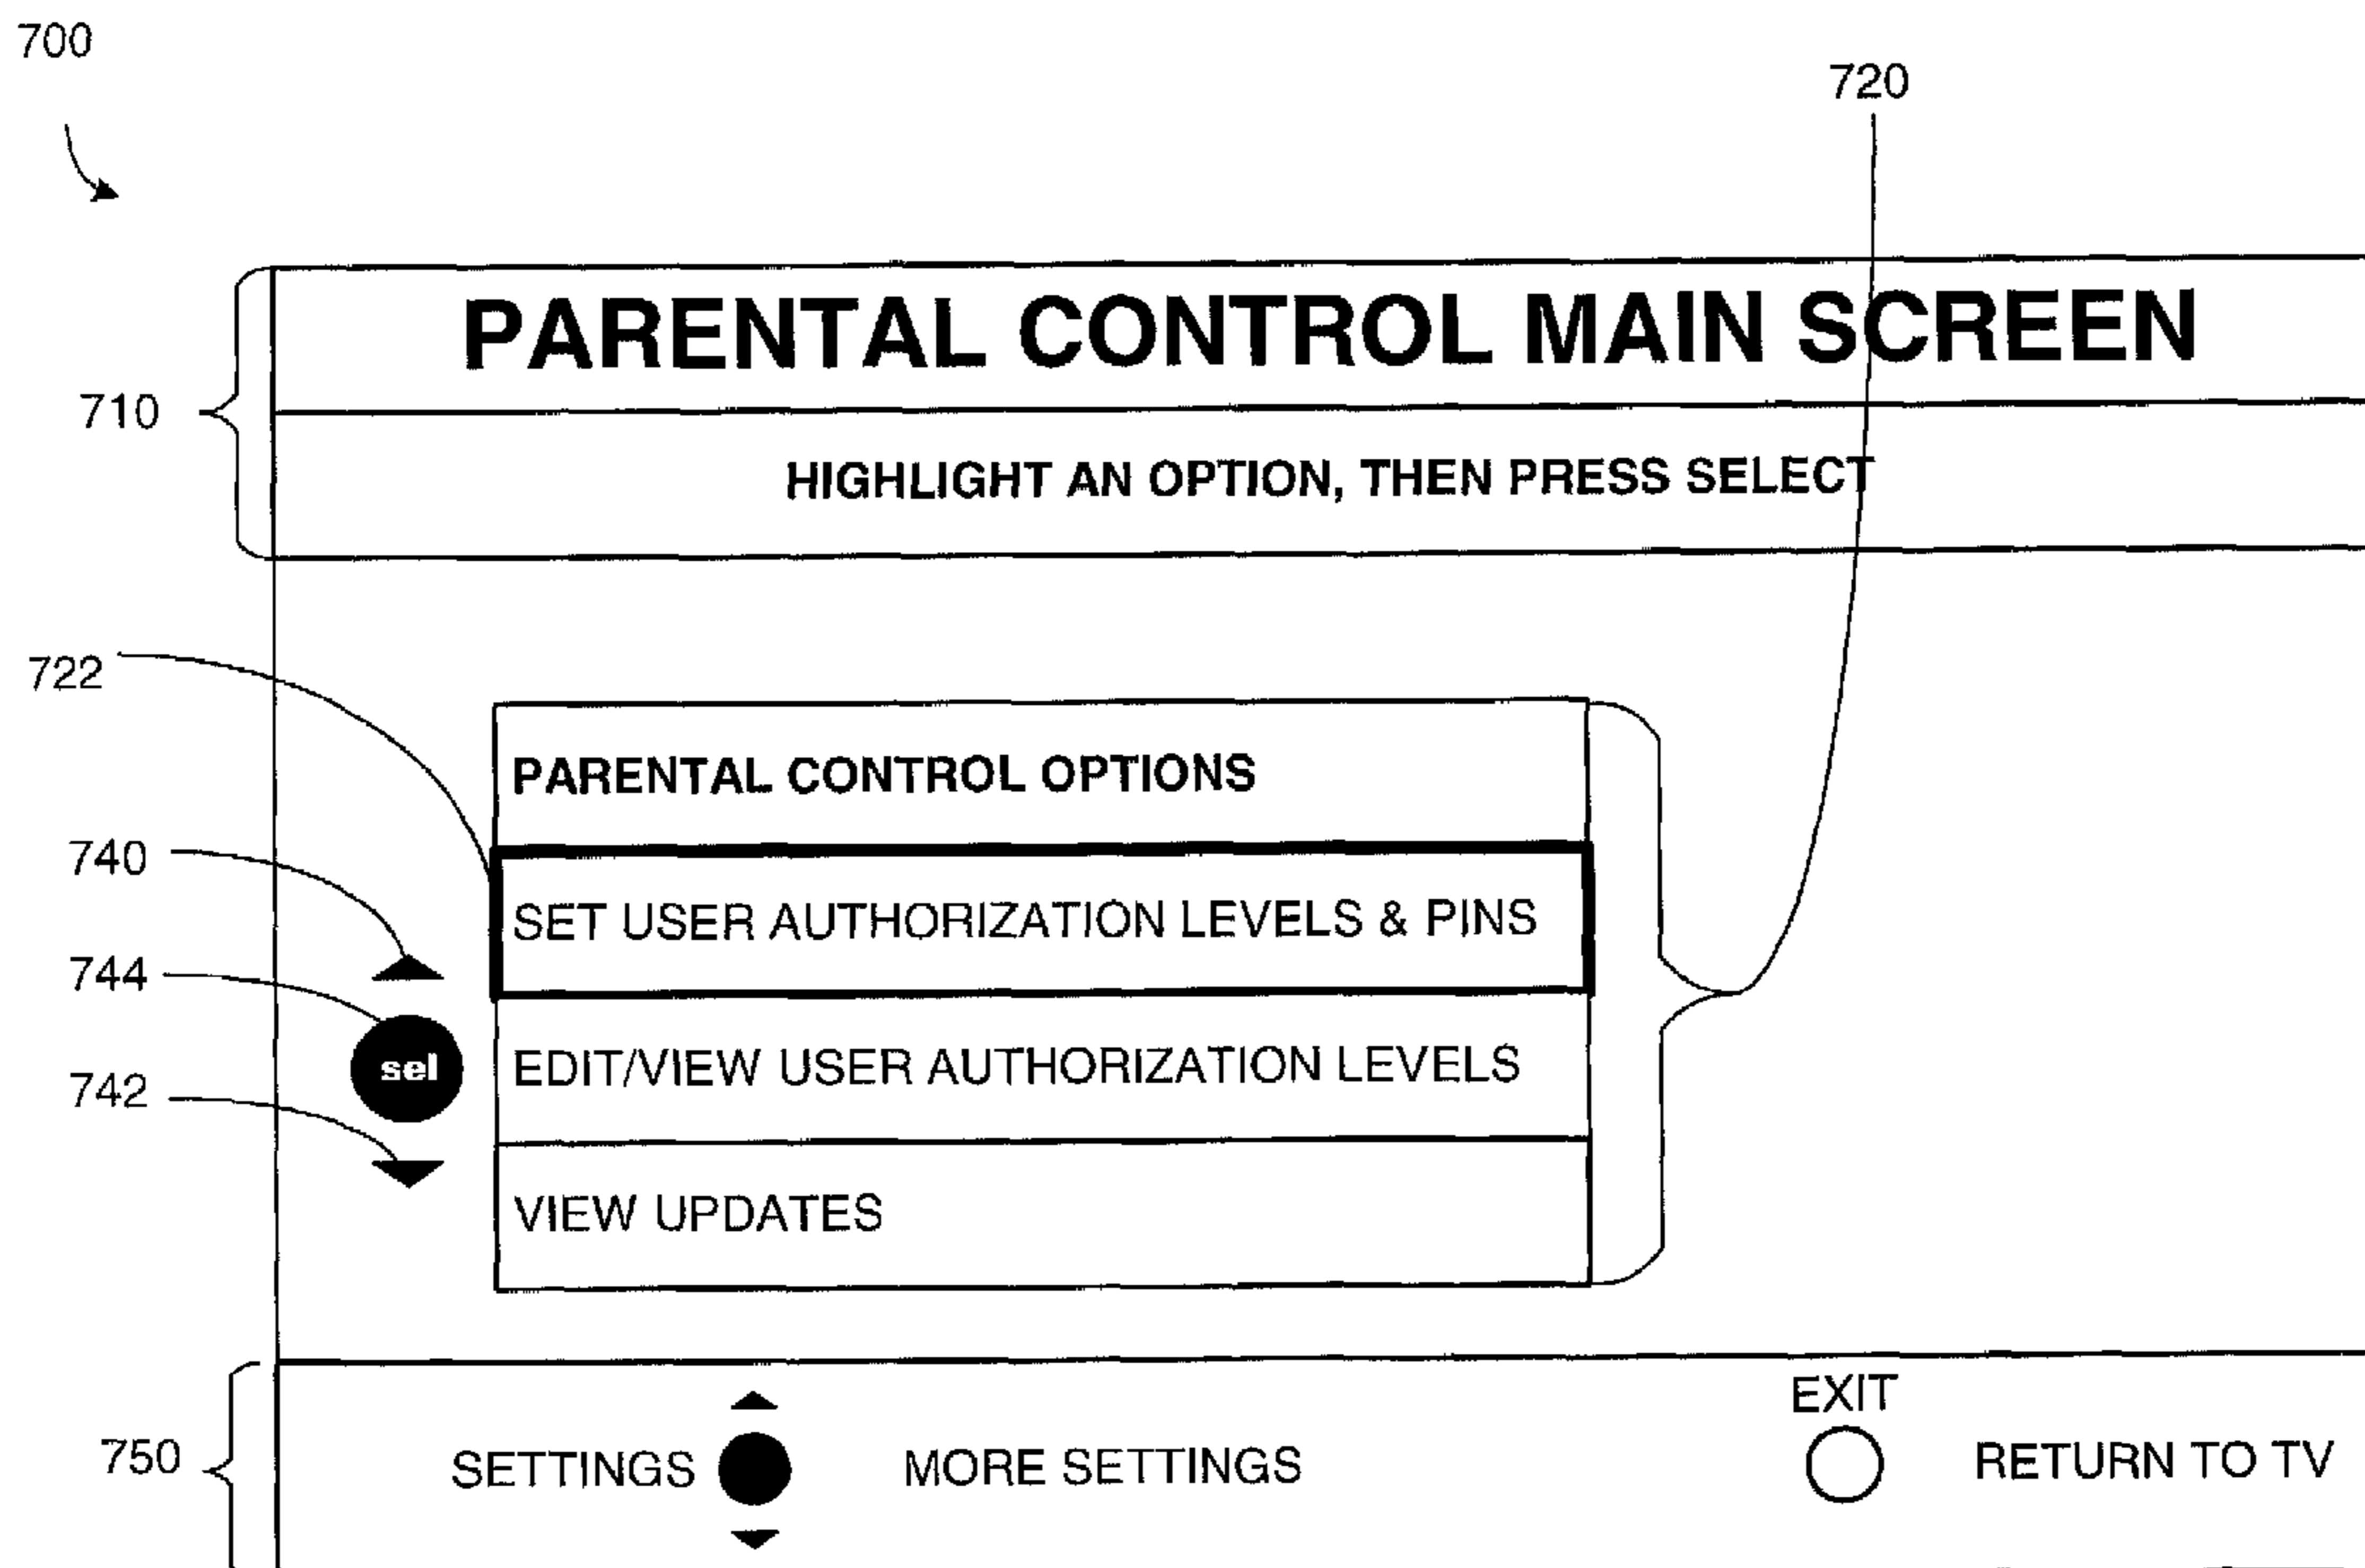 700
720
PARENTAL CONTROL MAIN SCREEN
710
HIGHLIGHT AN OPTION, THEN PRESS SELECT
722
PARENTAL CONTROL OPTIONS
740
SET USER AUTHORIZATION LEVELS & PINS
744
sel
EDIT/VIEW USER AUTHORIZATION LEVELS
742
VIEW UPDATES
EXIT
750
SETTINGS MORE SETTINGS RETURN TO TV